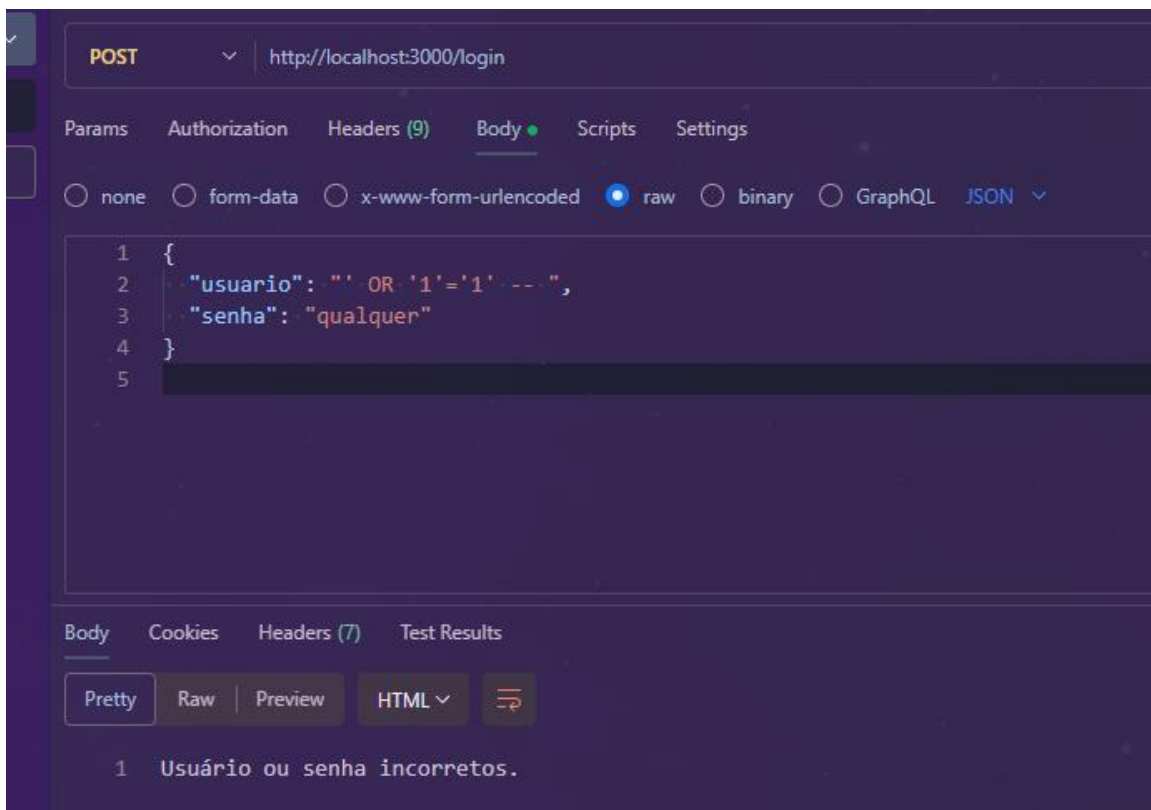 POST http://localhost:3000/login
Params Authorization Headers (9) Body Scripts Settings
none form-data x-www-form-urlencoded raw binary GraphQL JSON
1 {
2 "usuario": "' OR '1'='1' -- ",
3 "senha": "qualquer"
4 }
5
Body Cookies Headers (7) Test Results
Pretty Raw Preview HTML
1 Usuário ou senha incorretos.